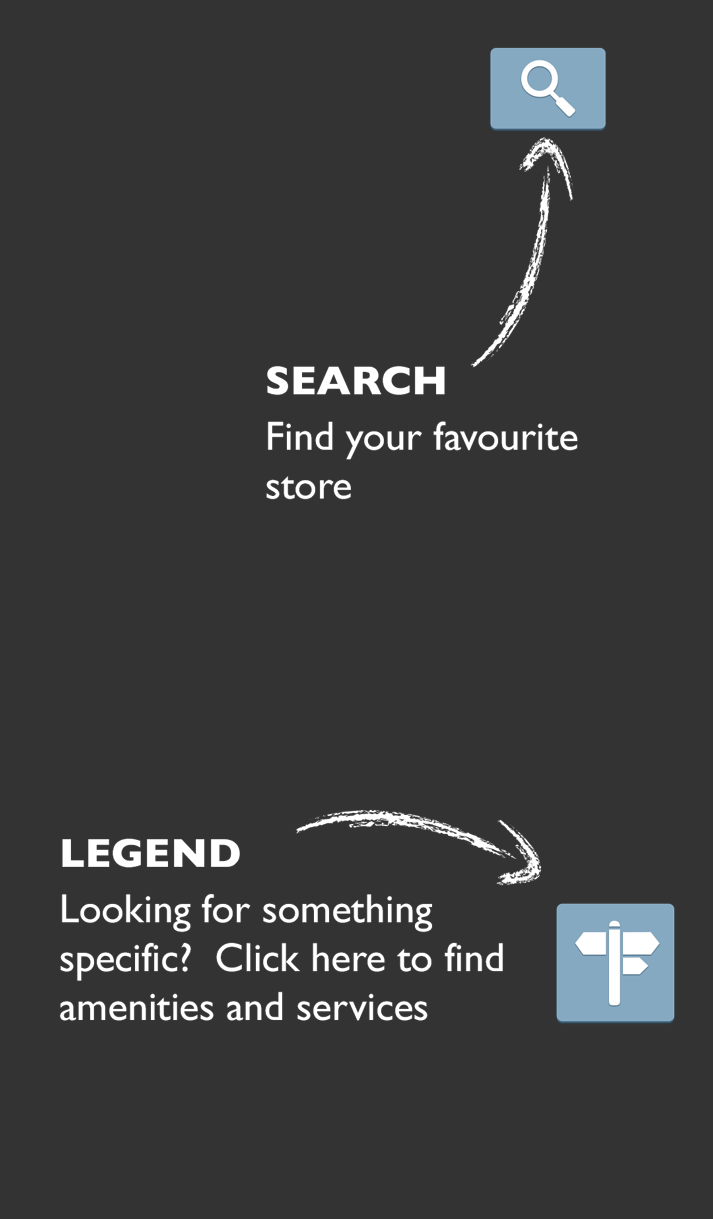 SEARCH
Find your favourite
store
LEGEND
Looking for something
specific?  Click here to find
amenities and services